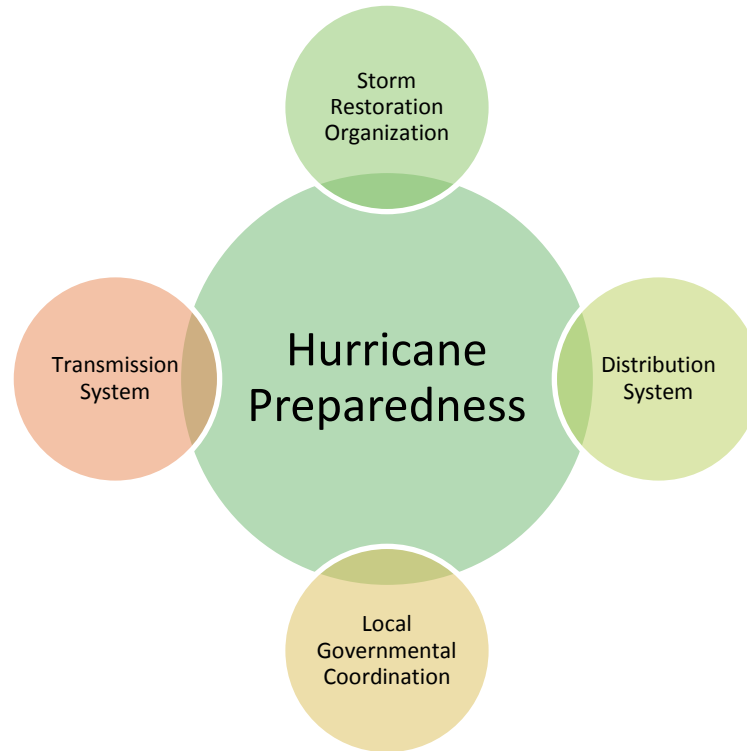 Storm
Restoration
Organization
Hurricane
Preparedness
Transmission
System
Distribution
System
Local
Governmental
Coordination